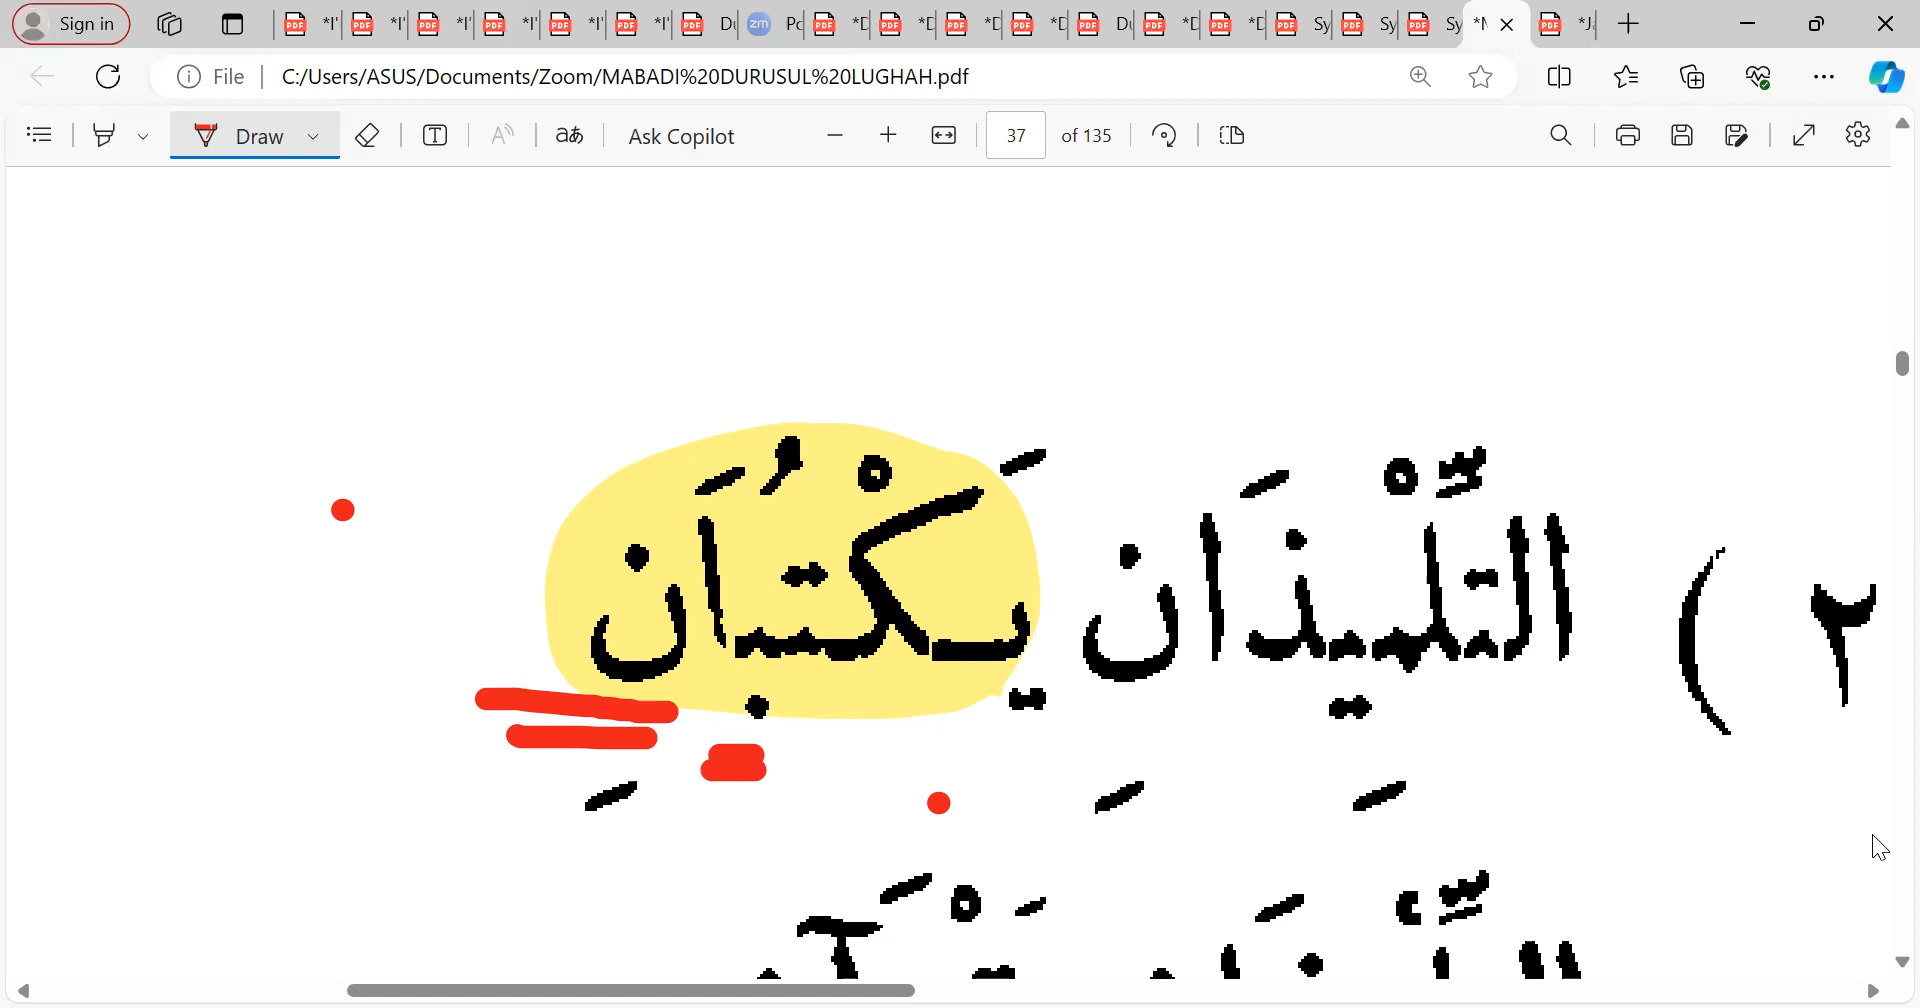 Sign in
File
C:/Users/ASUS/Documents/Zoom/MABADI%20DURUSUL%20LUGHAH.pdf
Draw
Ask Copilot
37 of 135
٢ ) التِّلْمِيْذَانِ يَكْتُبَانِ